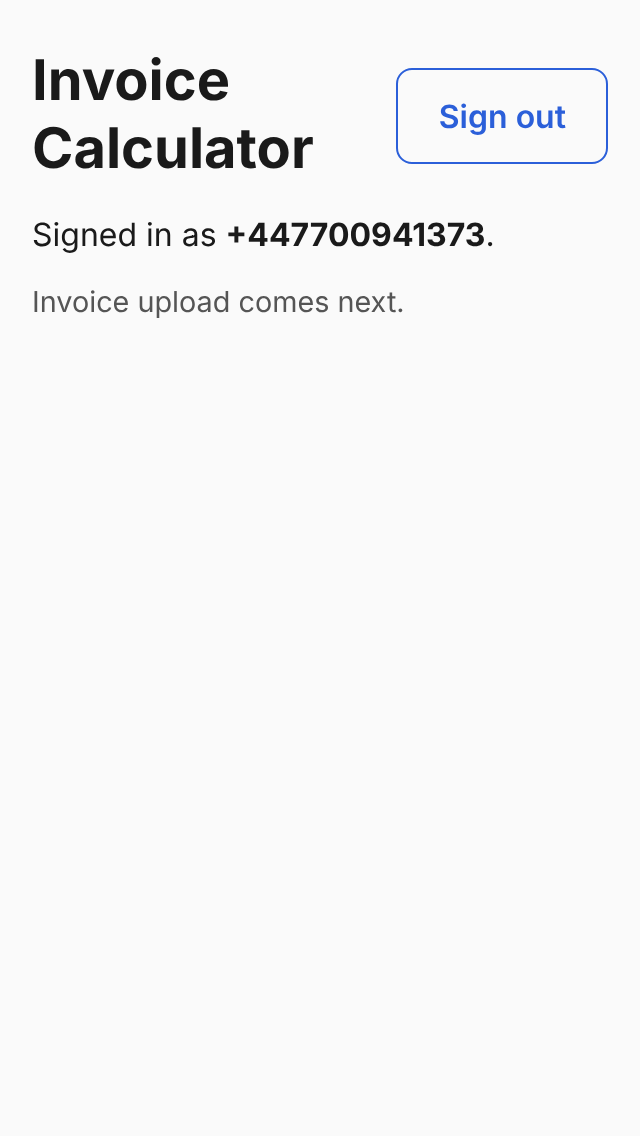 Invoice
Calculator
Sign out
Signed in as +447700941373.
Invoice upload comes next.